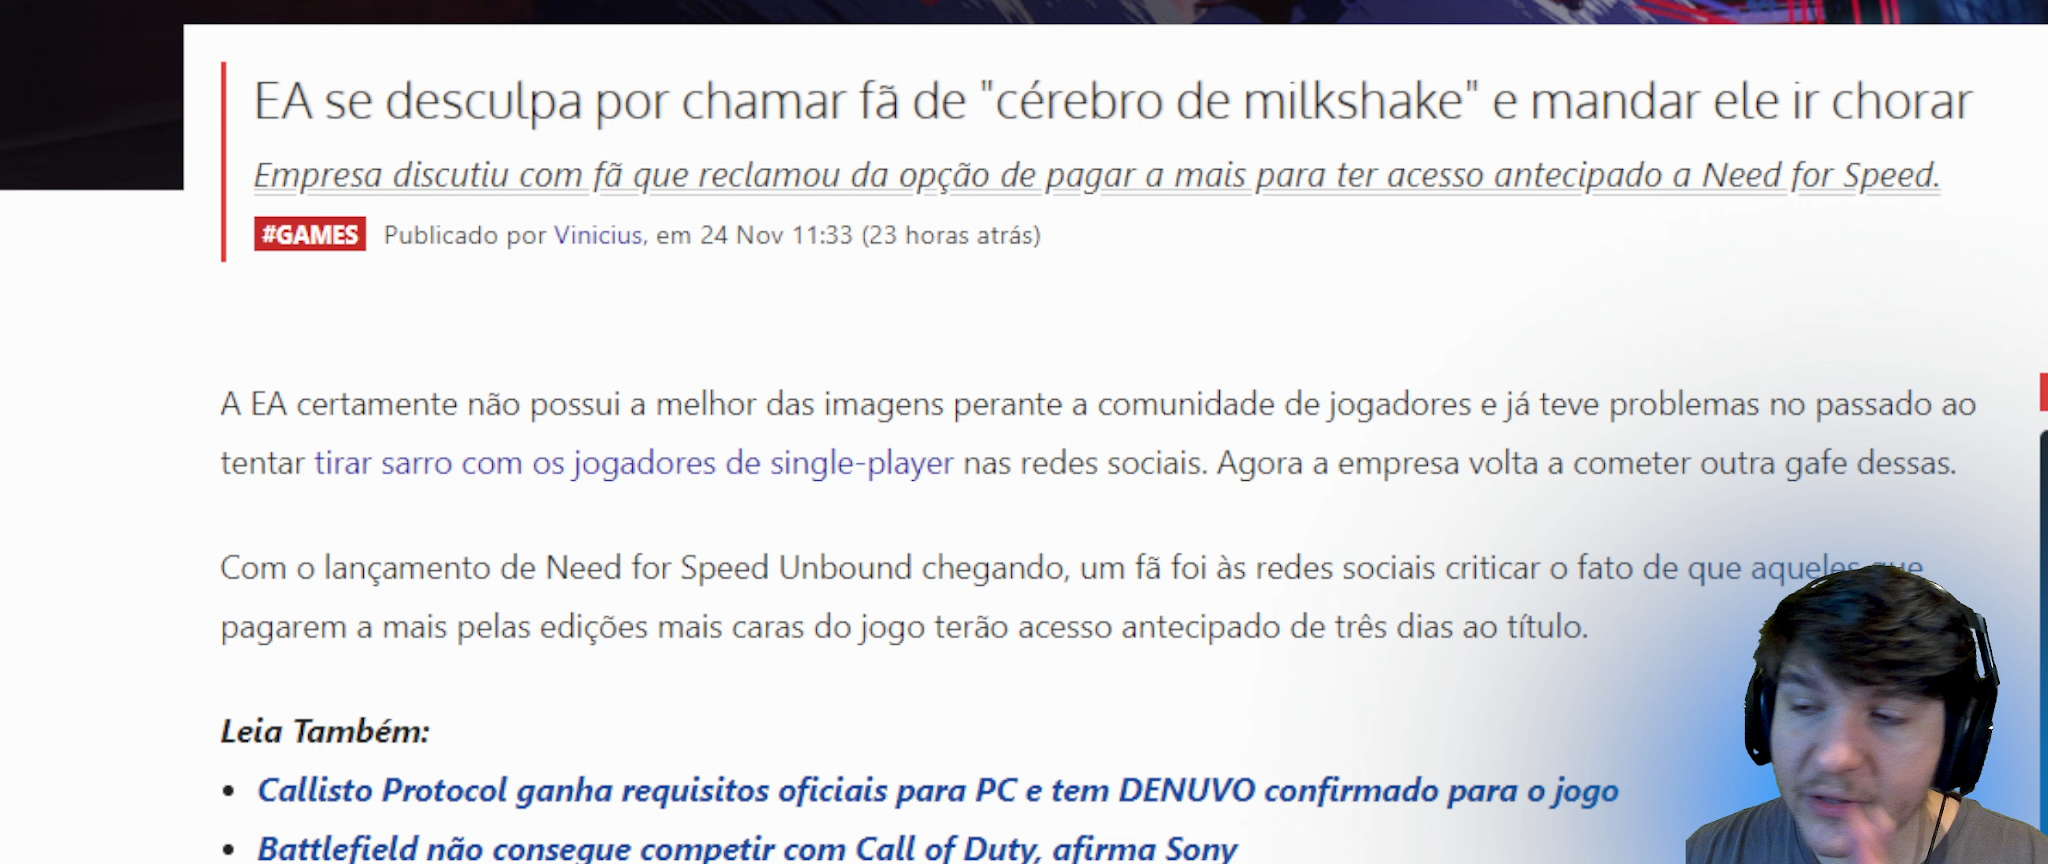 EA se desculpa por chamar fã de "cérebro de milkshake" e mandar ele ir chorar
Empresa discutiu com fã que reclamou da opção de pagar a mais para ter acesso antecipado a Need for Speed.
#GAMES Publicado por Vinicius, em 24 Nov 11:33 (23 horas atrás)
A EA certamente não possui a melhor das imagens perante a comunidade de jogadores e já teve problemas no passado ao
tentar tirar sarro com os jogadores de single-player nas redes sociais. Agora a empresa volta a cometer outra gafe dessas.
Com o lançamento de Need for Speed Unbound chegando, um fã foi às redes sociais criticar o fato de que aqueles que
pagarem a mais pelas edições mais caras do jogo terão acesso antecipado de três dias ao título.
Leia Também:
• Callisto Protocol ganha requisitos oficiais para PC e tem DENUVO confirmado para o jogo
• Battlefield não consegue competir com Call of Duty, afirma Sony